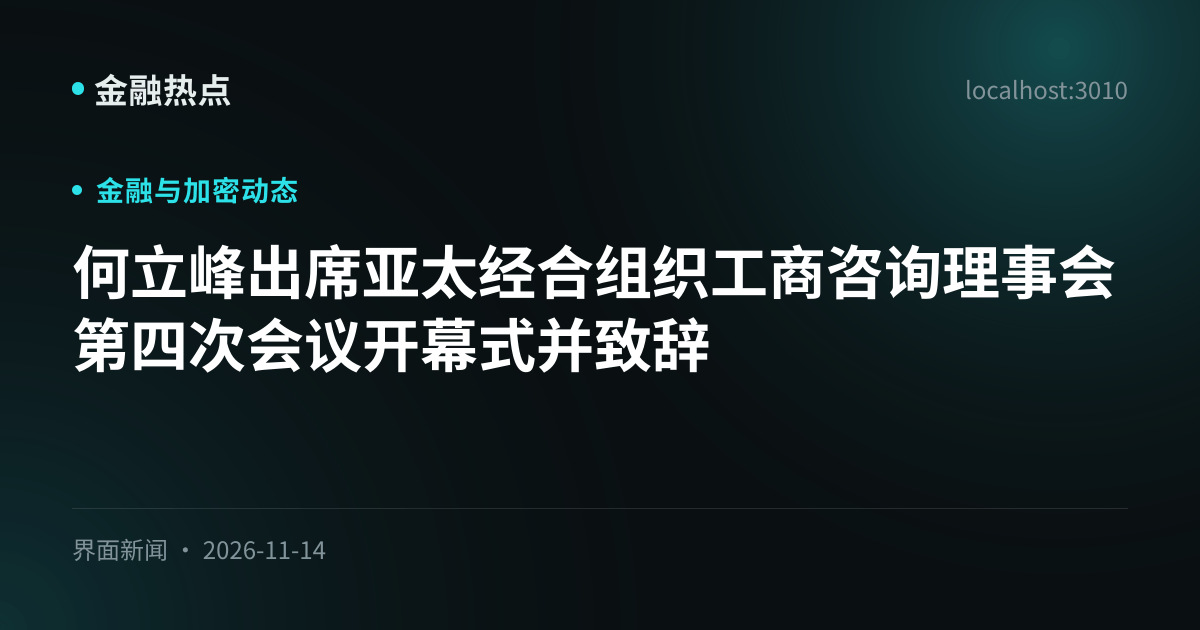 金融热点
localhost:3010
金融与加密动态
何立峰出席亚太经合组织工商咨询理事会
第四次会议开幕式并致辞
界面新闻 • 2026-11-14